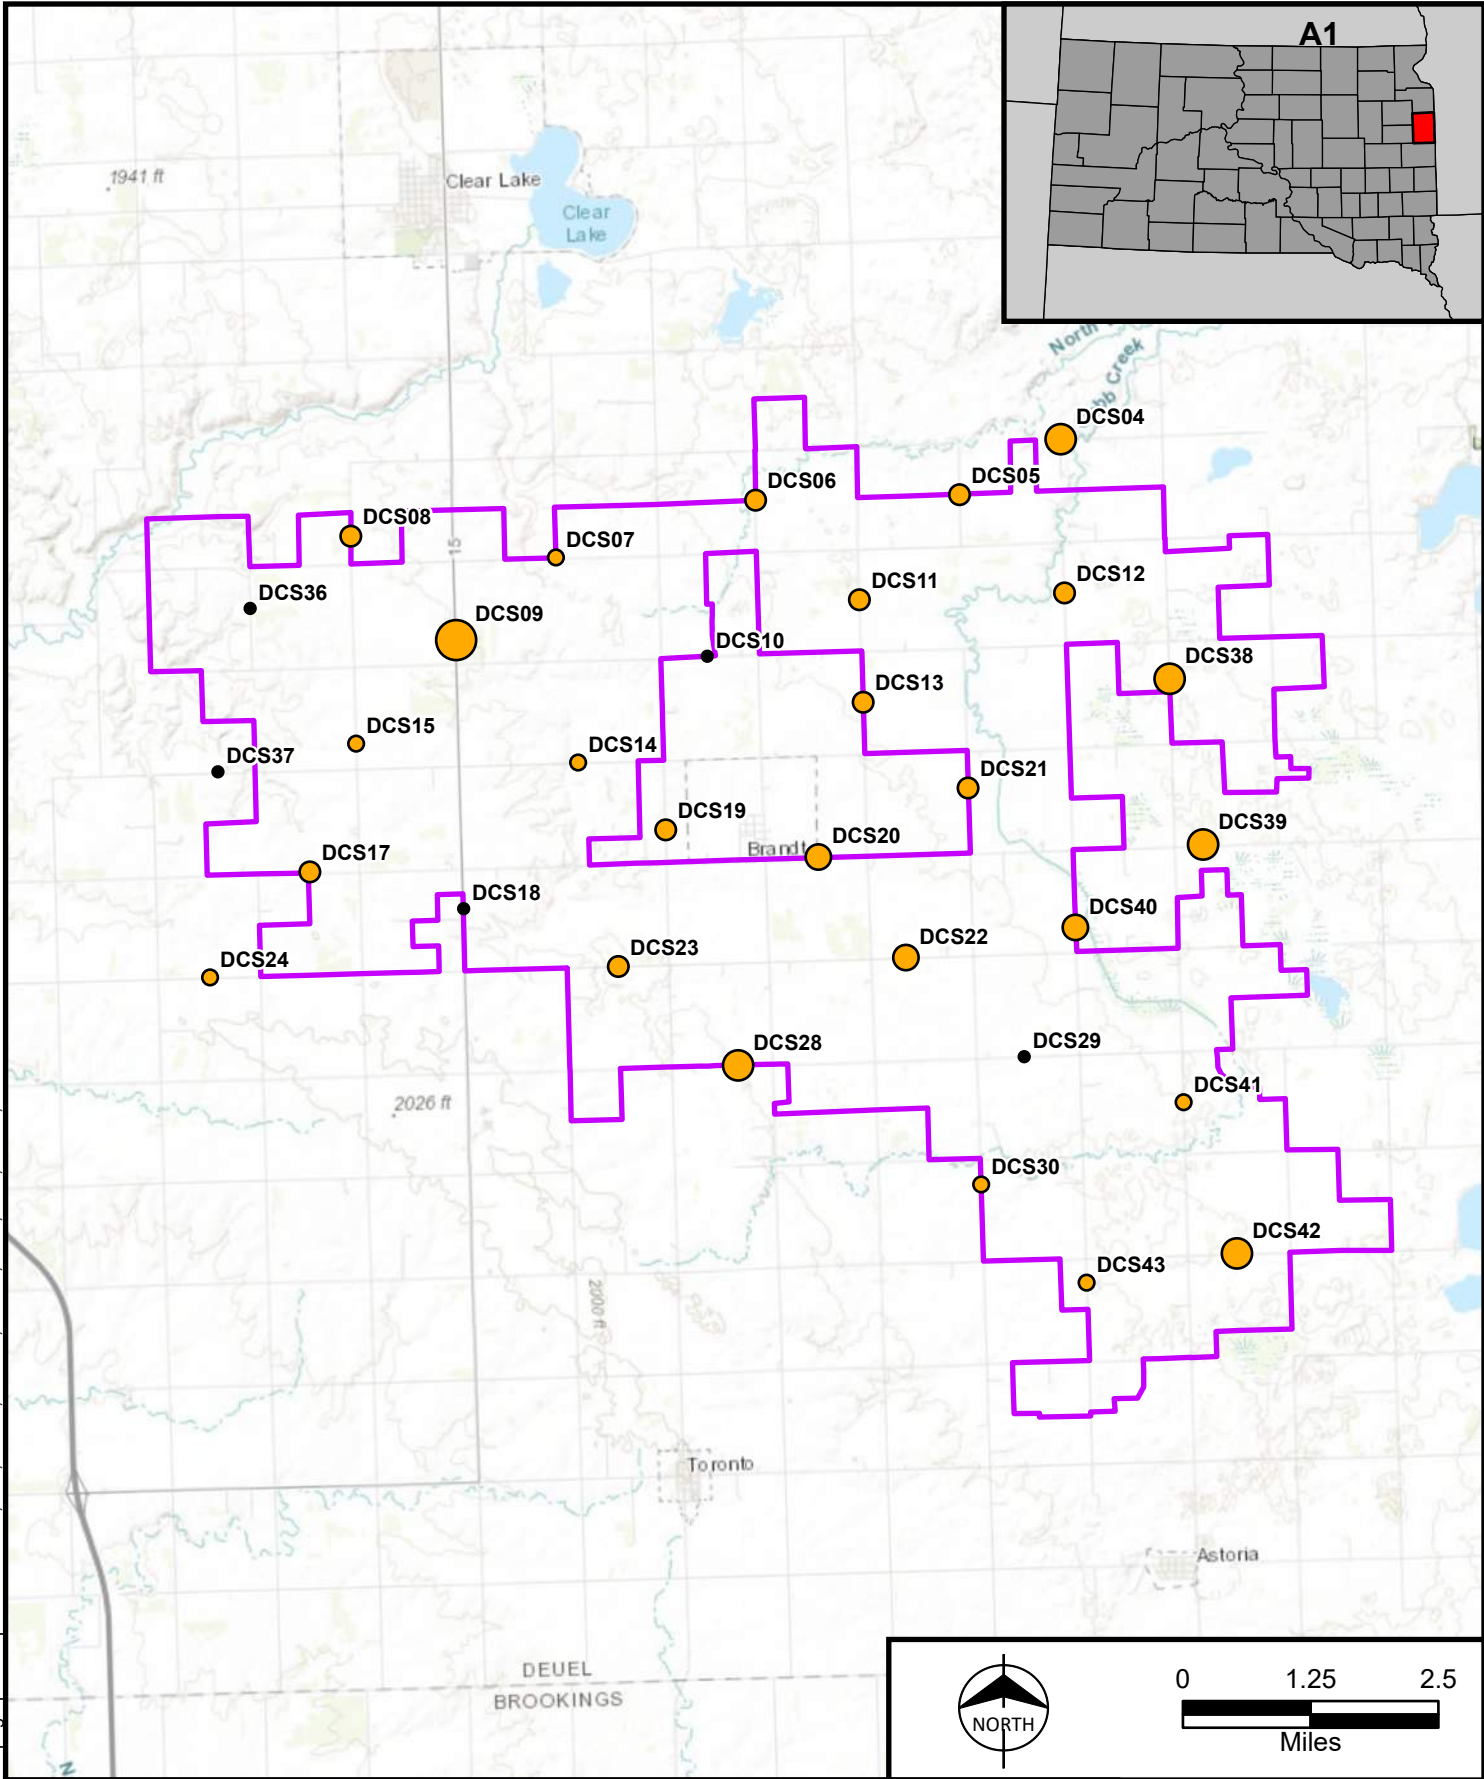 A1
1941 ft
Clear Lake
Clear
Lake
North
bb Creek
DCS04
DCS05
DCS06
DCS08
DCS07
15
DCS36
DCS11
DCS12
DCS09
DCS10
DCS38
DCS13
DCS15
DCS14
DCS37
DCS21
DCS19
DCS39
Brandt
DCS20
DCS17
DCS18
DCS40
DCS22
DCS23
DCS24
DCS28
DCS29
DCS41
2026 ft
DCS30
DCS42
DCS43
2000 ft
Toronto
Astoria
DEUEL
BROOKINGS
NORTH
0 1.25 2.5
Miles